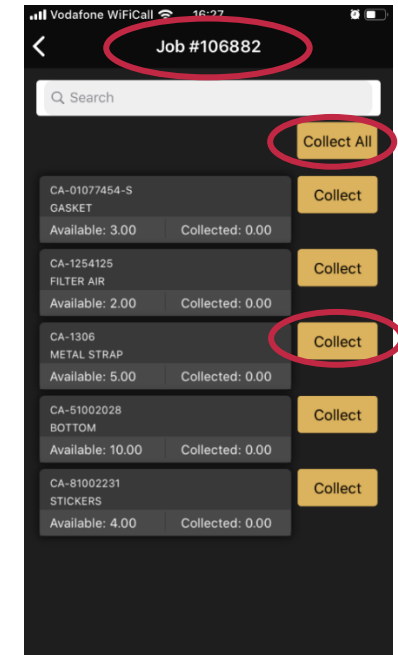 Vodafone WiFiCall 16:27
Job #106882
Search
Collect All
CA-01077454-S
GASKET
Collect
Available: 3.00 Collected: 0.00
CA-1254125
FILTER AIR
Collect
Available: 2.00 Collected: 0.00
CA-1306
METAL STRAP
Collect
Available: 5.00 Collected: 0.00
CA-51002028
BOTTOM
Collect
Available: 10.00 Collected: 0.00
CA-81002231
STICKERS
Collect
Available: 4.00 Collected: 0.00